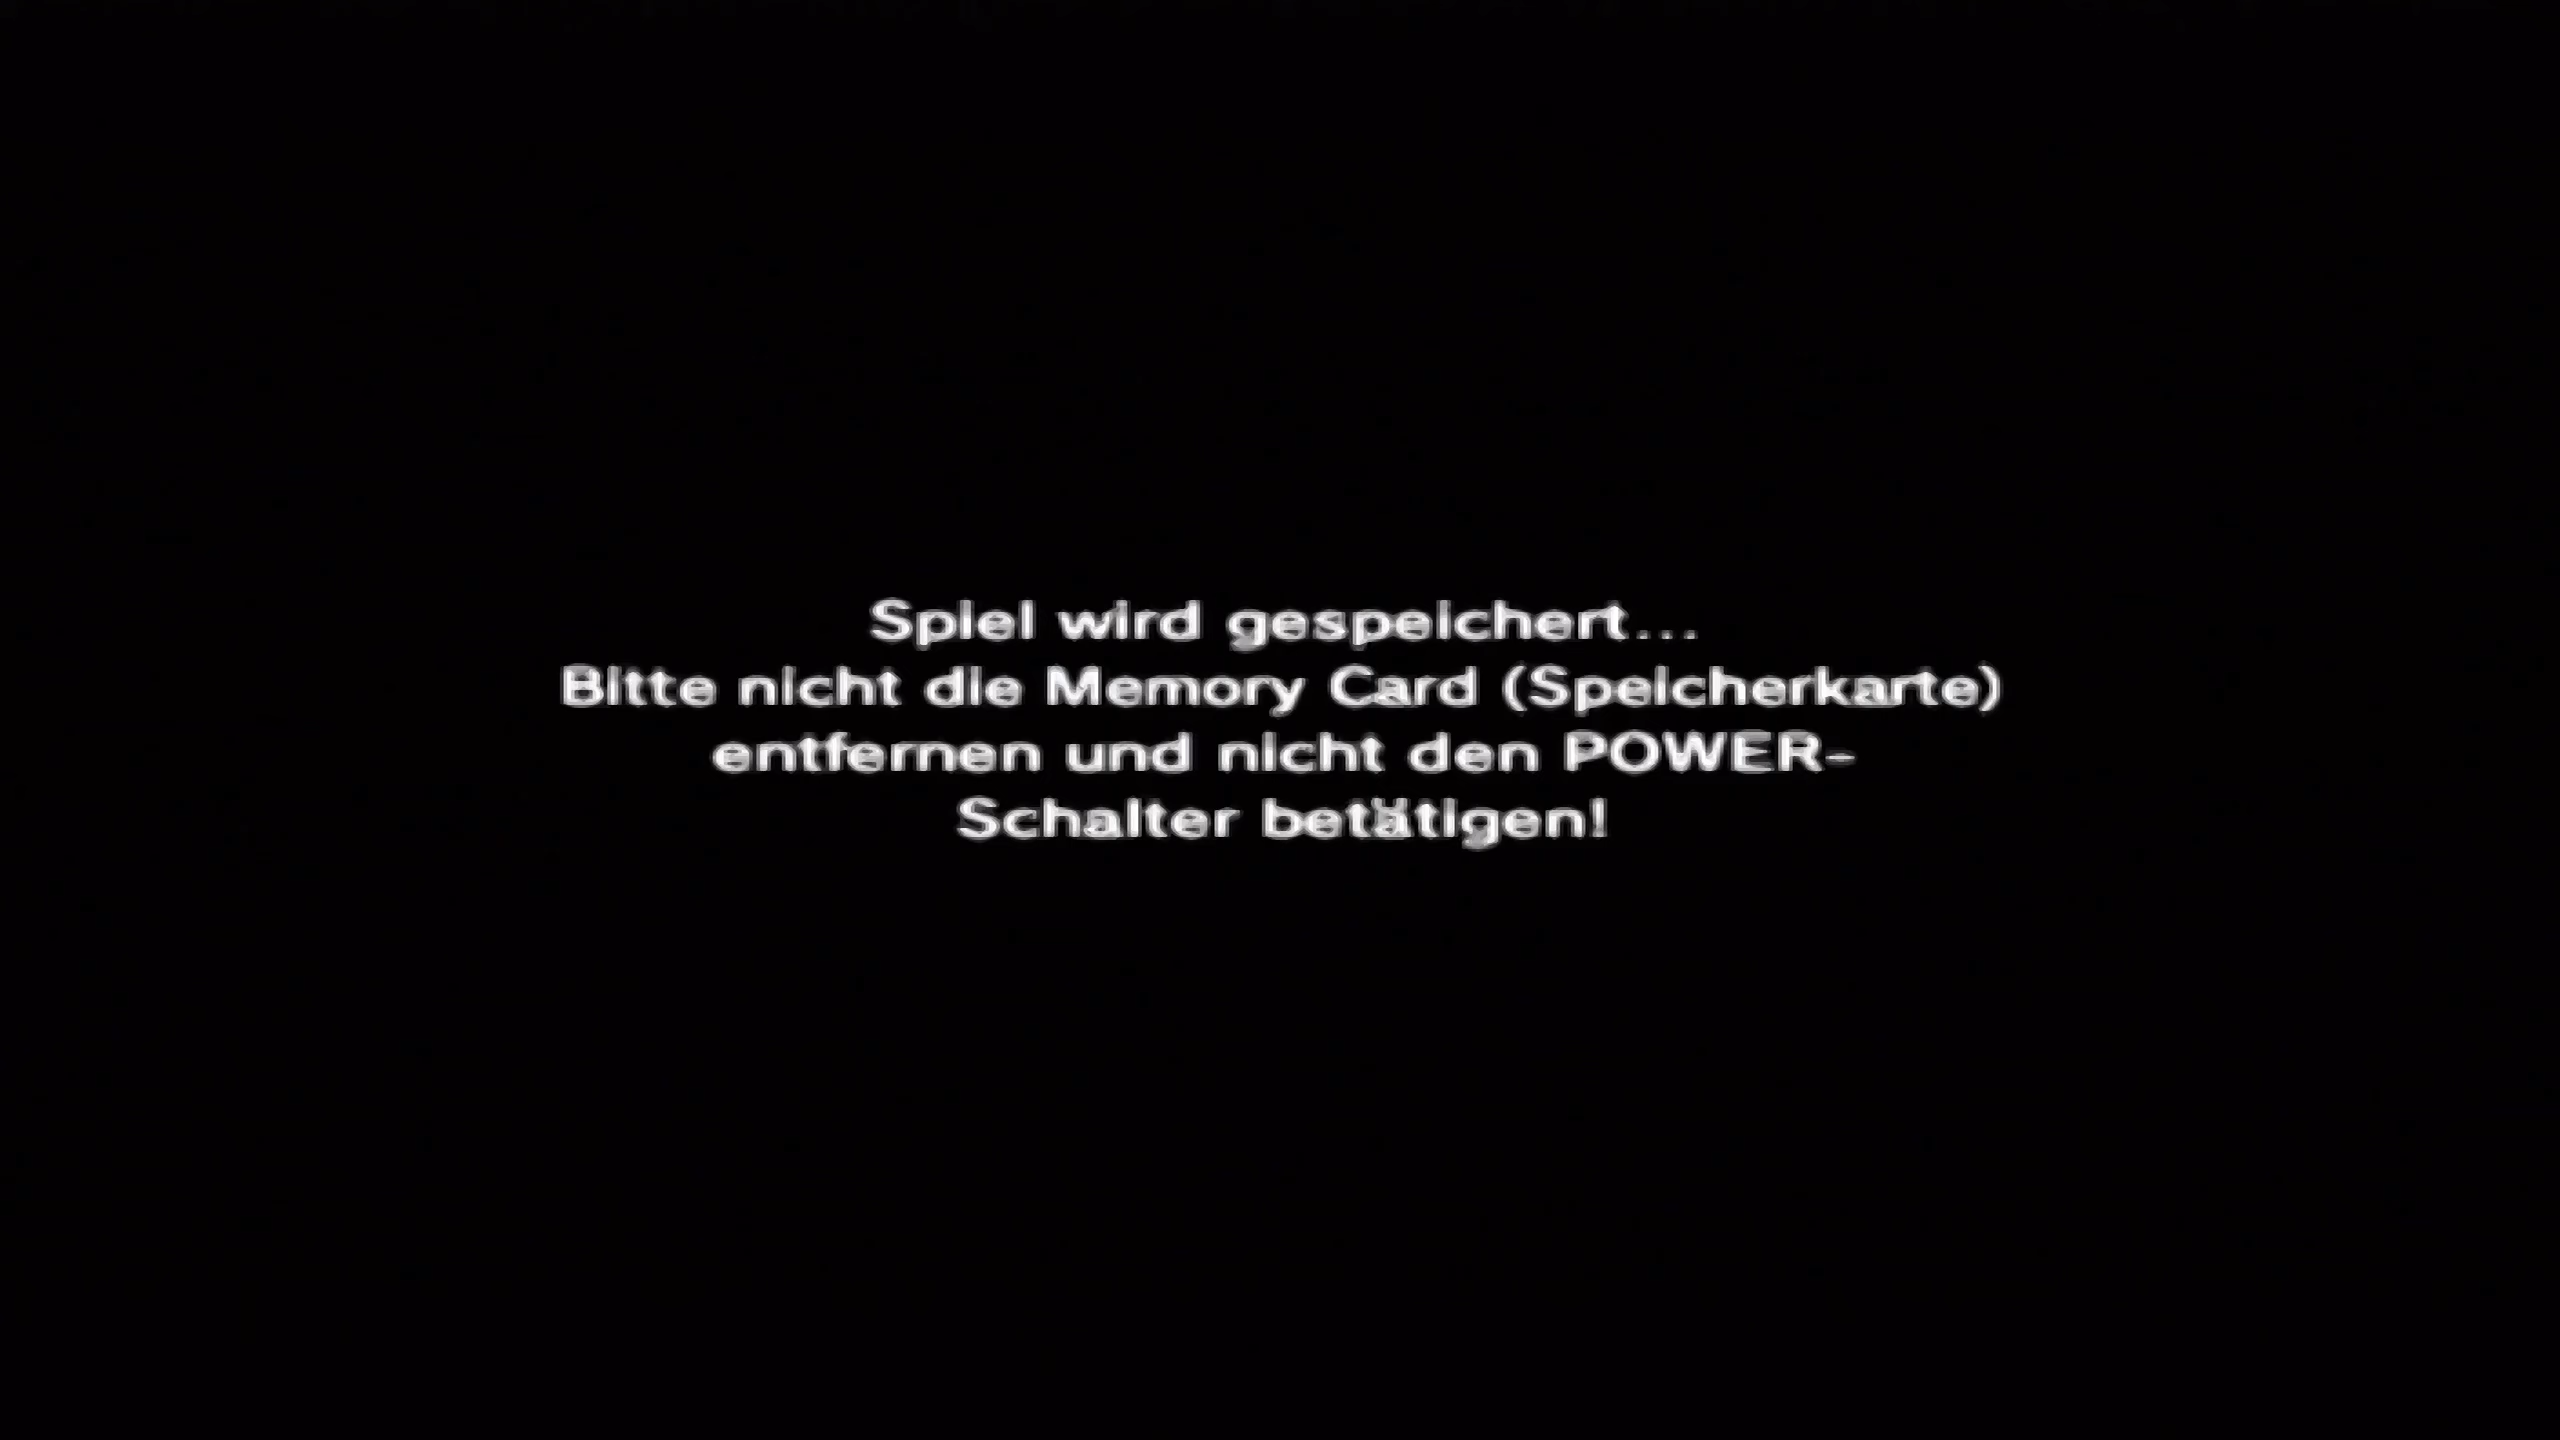 Spiel wird gespeichert...
Bitte nicht die Memory Card (Speicherkarte)
entfernen und nicht den POWER-
Schalter betätigen!